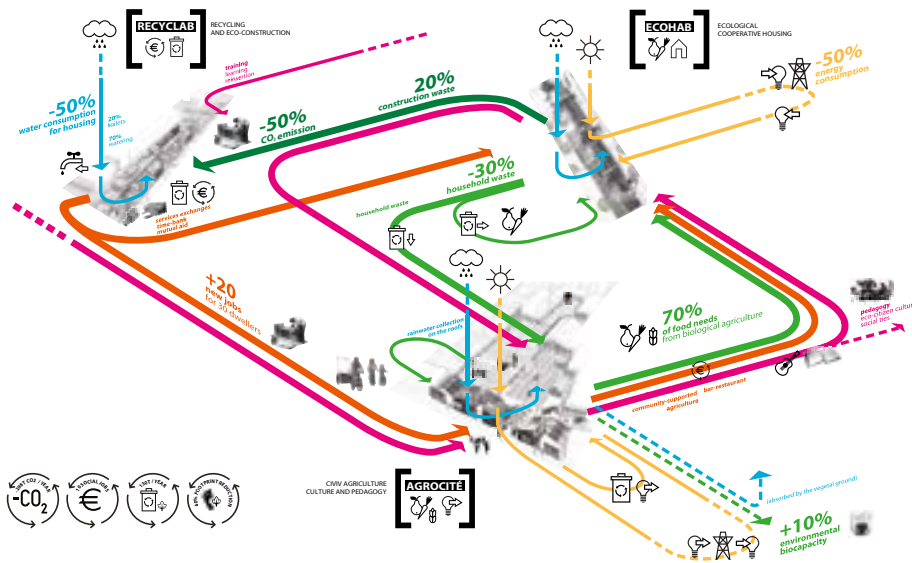 RECYCLAB
RECYCLING
AND ECO-CONSTRUCTION
ECOHAB
ECOLOGICAL
COOPERATIVE HOUSING
training
learning
reinsertion
-50%
energy
consumption
20%
construction waste
-50%
CO₂ emission
-50%
water consumption
for housing
20%
toilets
70%
watering
-30%
household waste
household waste
services exchanges
time-bank
mutual aid
+20
new jobs
for 30 dwellers
rainwater collection
on the roofs
70%
of food needs
from biological agriculture
pedagogy
eco-citizen cultur
social ties
community-supported
agriculture
bar-restaurant
CIVIV AGRICULTURE
CULTURE AND PEDAGOGY
AGROCITÉ
(absorbed by the vegetal ground)
+10%
environmental
biocapacity
-CO₂
€